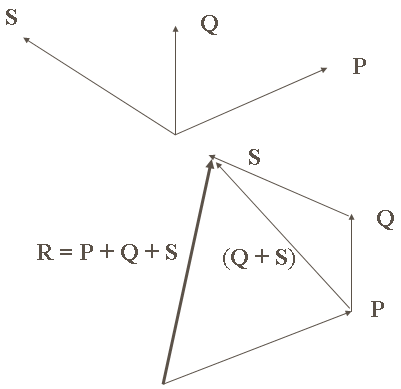 S
Q
P
S
Q
R = P + Q + S
(Q + S)
P